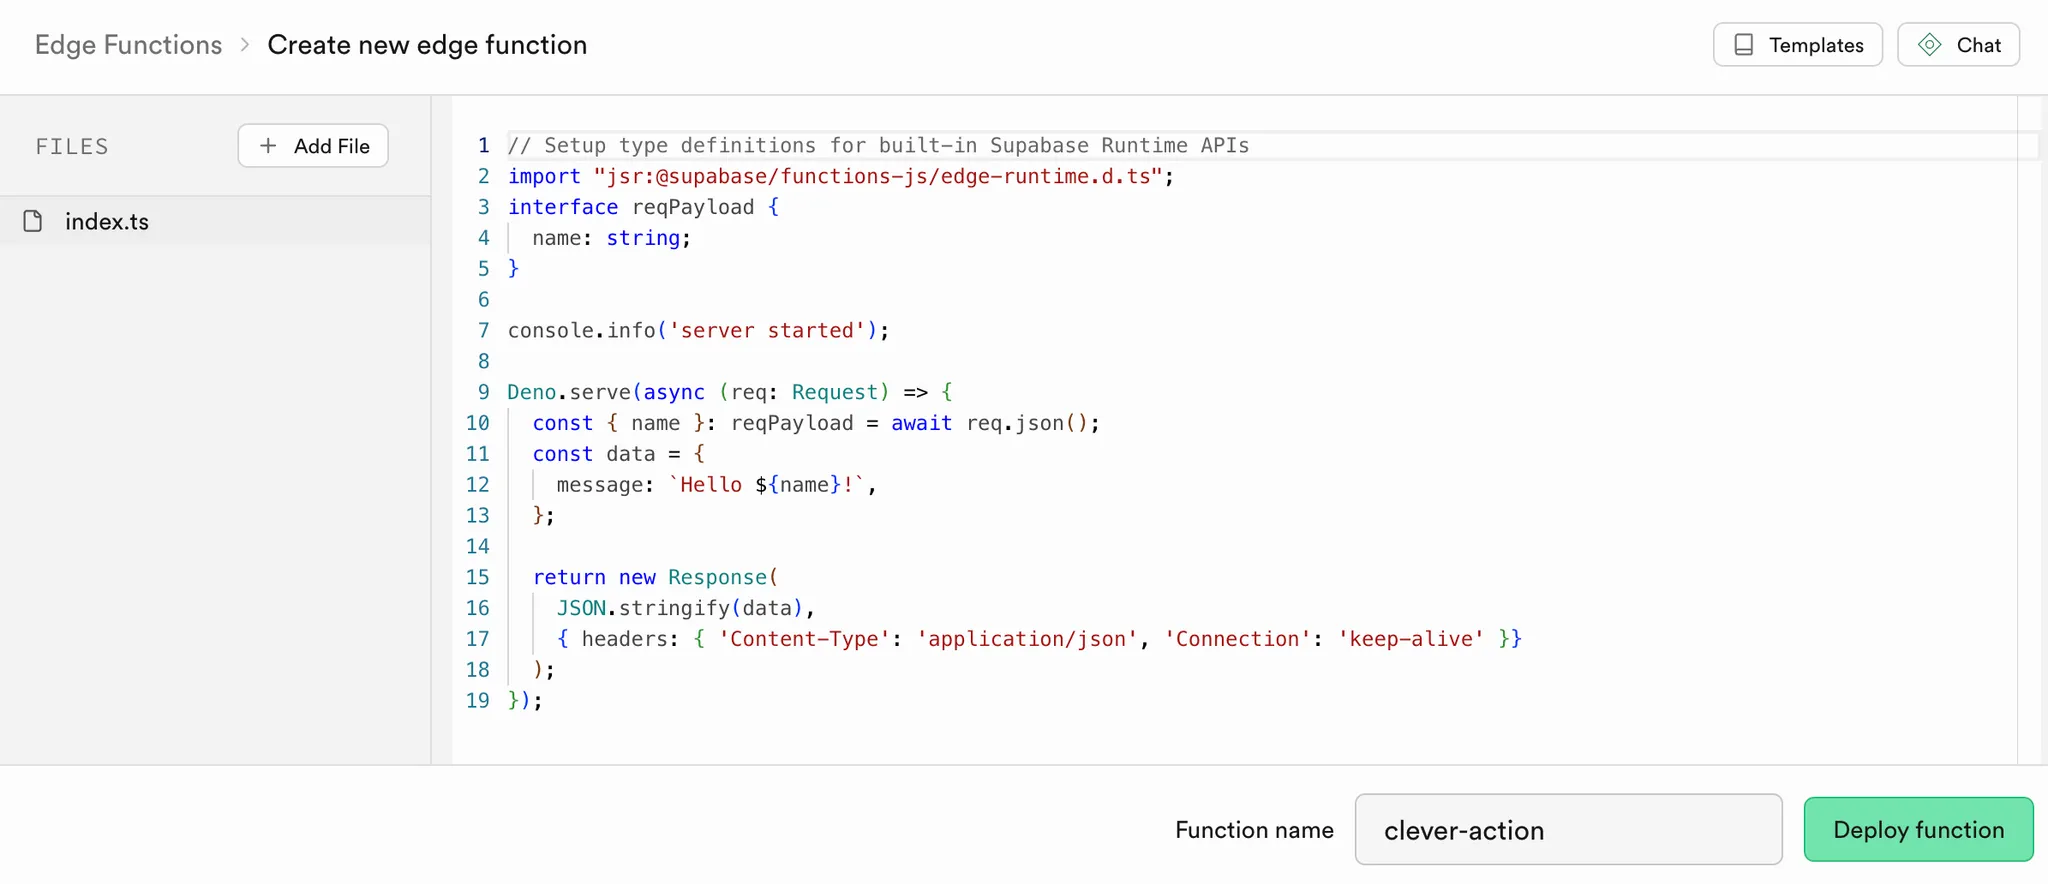 Edge Functions > Create new edge function
Templates
Chat
FILES
+ Add File
index.ts
1 // Setup type definitions for built-in Supabase Runtime APIs
2 import "jsr:@supabase/functions-js/edge-runtime.d.ts";
3 interface reqPayload {
4   name: string;
5 }
6
7 console.info('server started');
8
9 Deno.serve(async (req: Request) => {
10   const { name }: reqPayload = await req.json();
11   const data = {
12     message: `Hello ${name}!`,
13   };
14
15   return new Response(
16     JSON.stringify(data),
17     { headers: { 'Content-Type': 'application/json', 'Connection': 'keep-alive' }}
18   );
19 });
Function name
clever-action
Deploy function